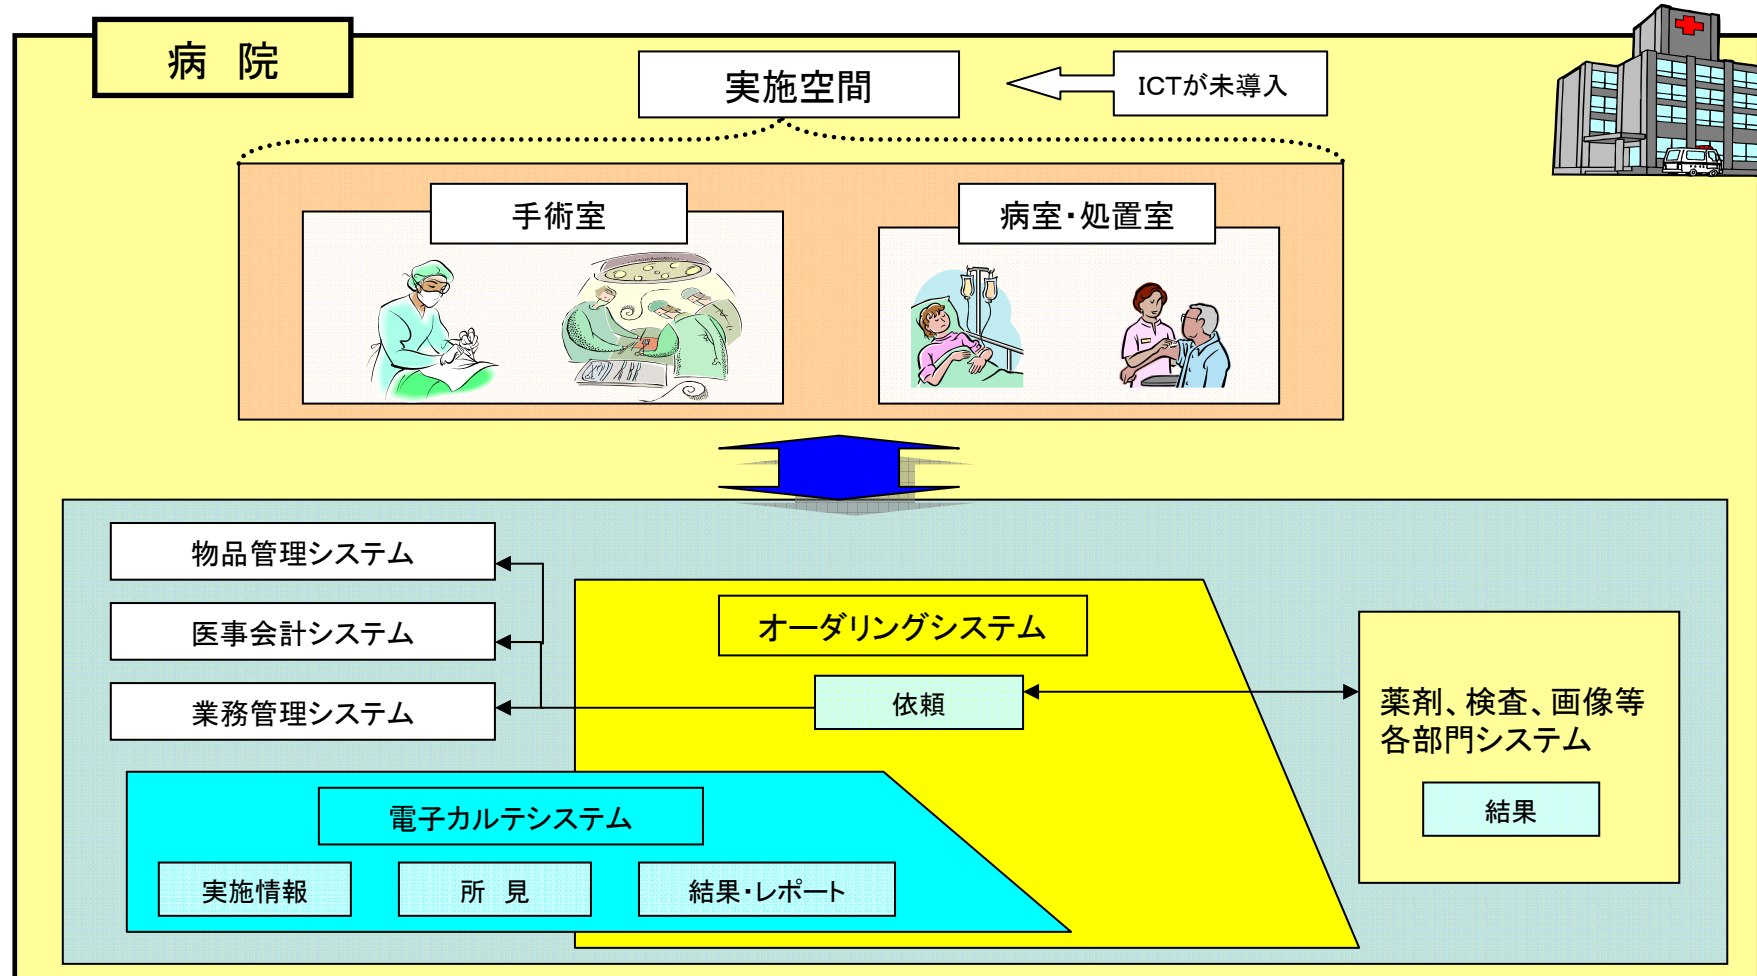 病 院
実施空間
ICTが未導入
手術室
病室・処置室
物品管理システム
医事会計システム
業務管理システム
オーダリングシステム
依頼
薬剤、検査、画像等
各部門システム
結果
電子カルテシステム
実施情報
所 見
結果・レポート